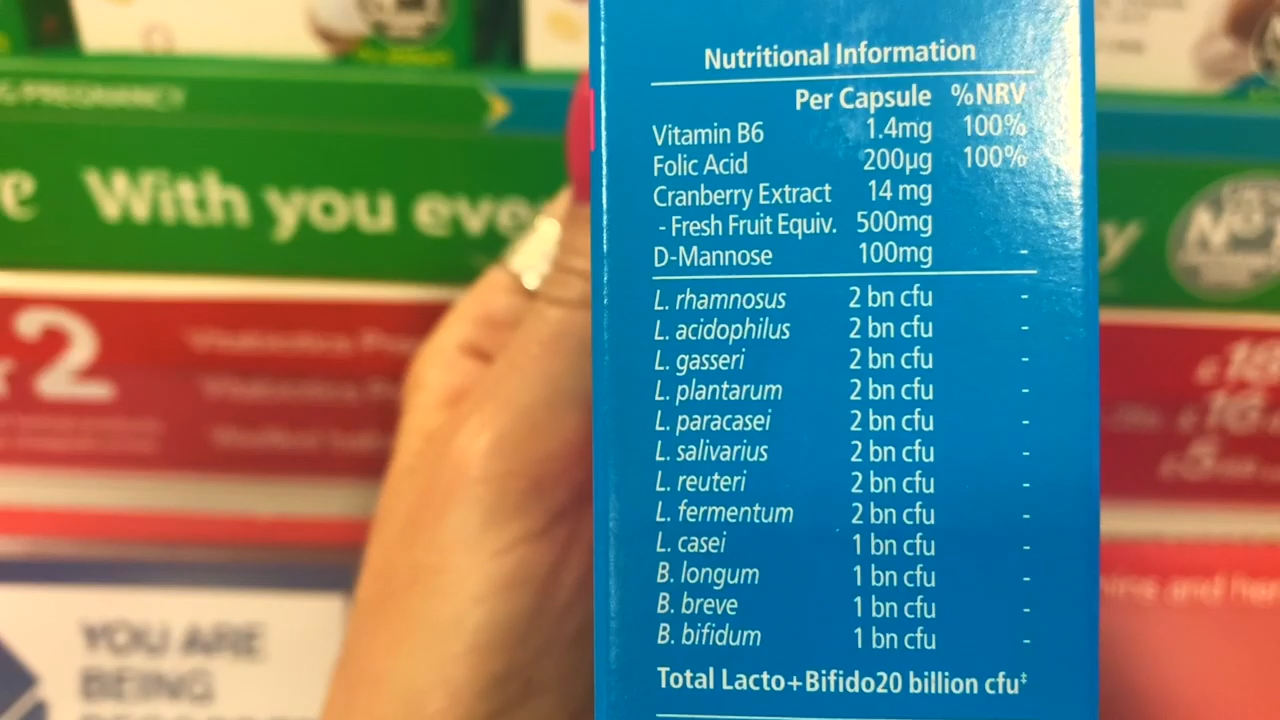 G PREGNANCY
With you eve
2
YOU ARE
BEING
Nutritional Information
Per Capsule %NRV
Vitamin B6 1.4mg 100%
Folic Acid 200µg 100%
Cranberry Extract 14 mg
- Fresh Fruit Equiv. 500mg
D-Mannose 100mg -
L. rhamnosus 2 bn cfu -
L. acidophilus 2 bn cfu -
L. gasseri 2 bn cfu -
L. plantarum 2 bn cfu -
L. paracasei 2 bn cfu -
L. salivarius 2 bn cfu -
L. reuteri 2 bn cfu -
L. fermentum 2 bn cfu -
L. casei 1 bn cfu -
B. longum 1 bn cfu -
B. breve 1 bn cfu -
B. bifidum 1 bn cfu -
Total Lacto+Bifido20 billion cfu‡